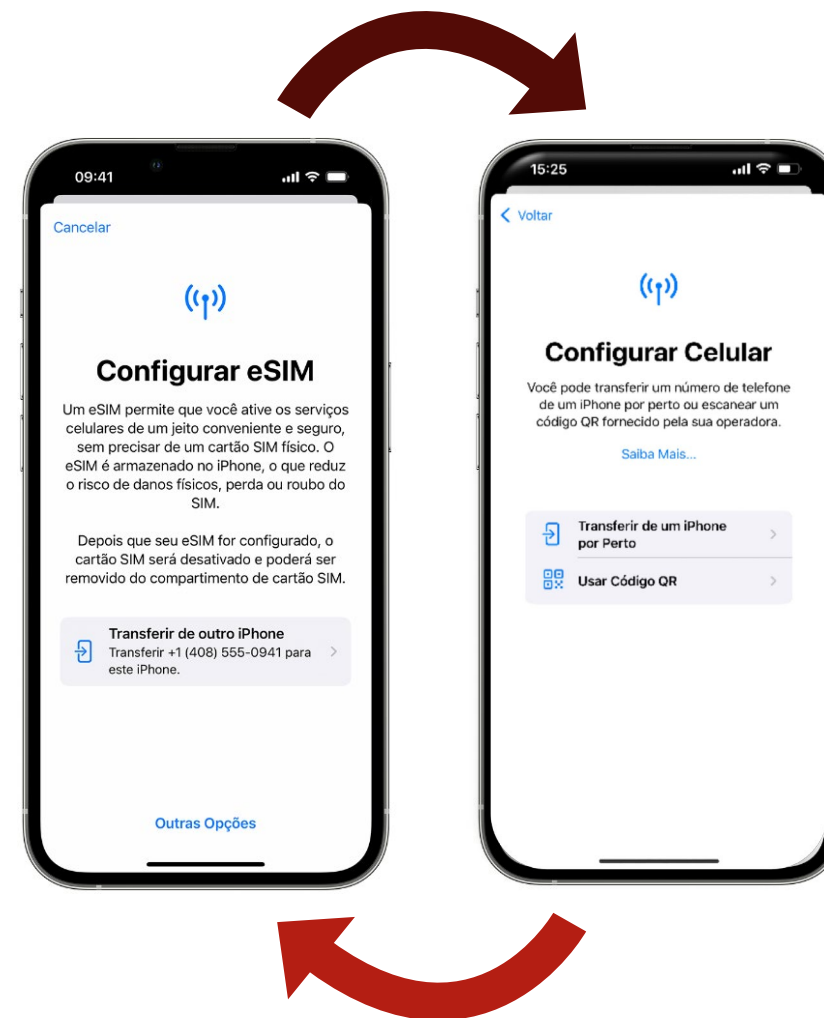 09:41
Cancelar
Configurar eSIM
Um eSIM permite que você ative os serviços
celulares de um jeito conveniente e seguro,
sem precisar de um cartão SIM físico. O
eSIM é armazenado no iPhone, o que reduz
o risco de danos físicos, perda ou roubo do
SIM.
Depois que seu eSIM for configurado, o
cartão SIM será desativado e poderá ser
removido do compartimento de cartão SIM.
Transferir de outro iPhone
Transferir +1 (408) 555-0941 para
este iPhone.
Outras Opções
15:25
Voltar
Configurar Celular
Você pode transferir um número de telefone
de um iPhone por perto ou escanear um
código QR fornecido pela sua operadora.
Saiba Mais...
Transferir de um iPhone
por Perto
Usar Código QR